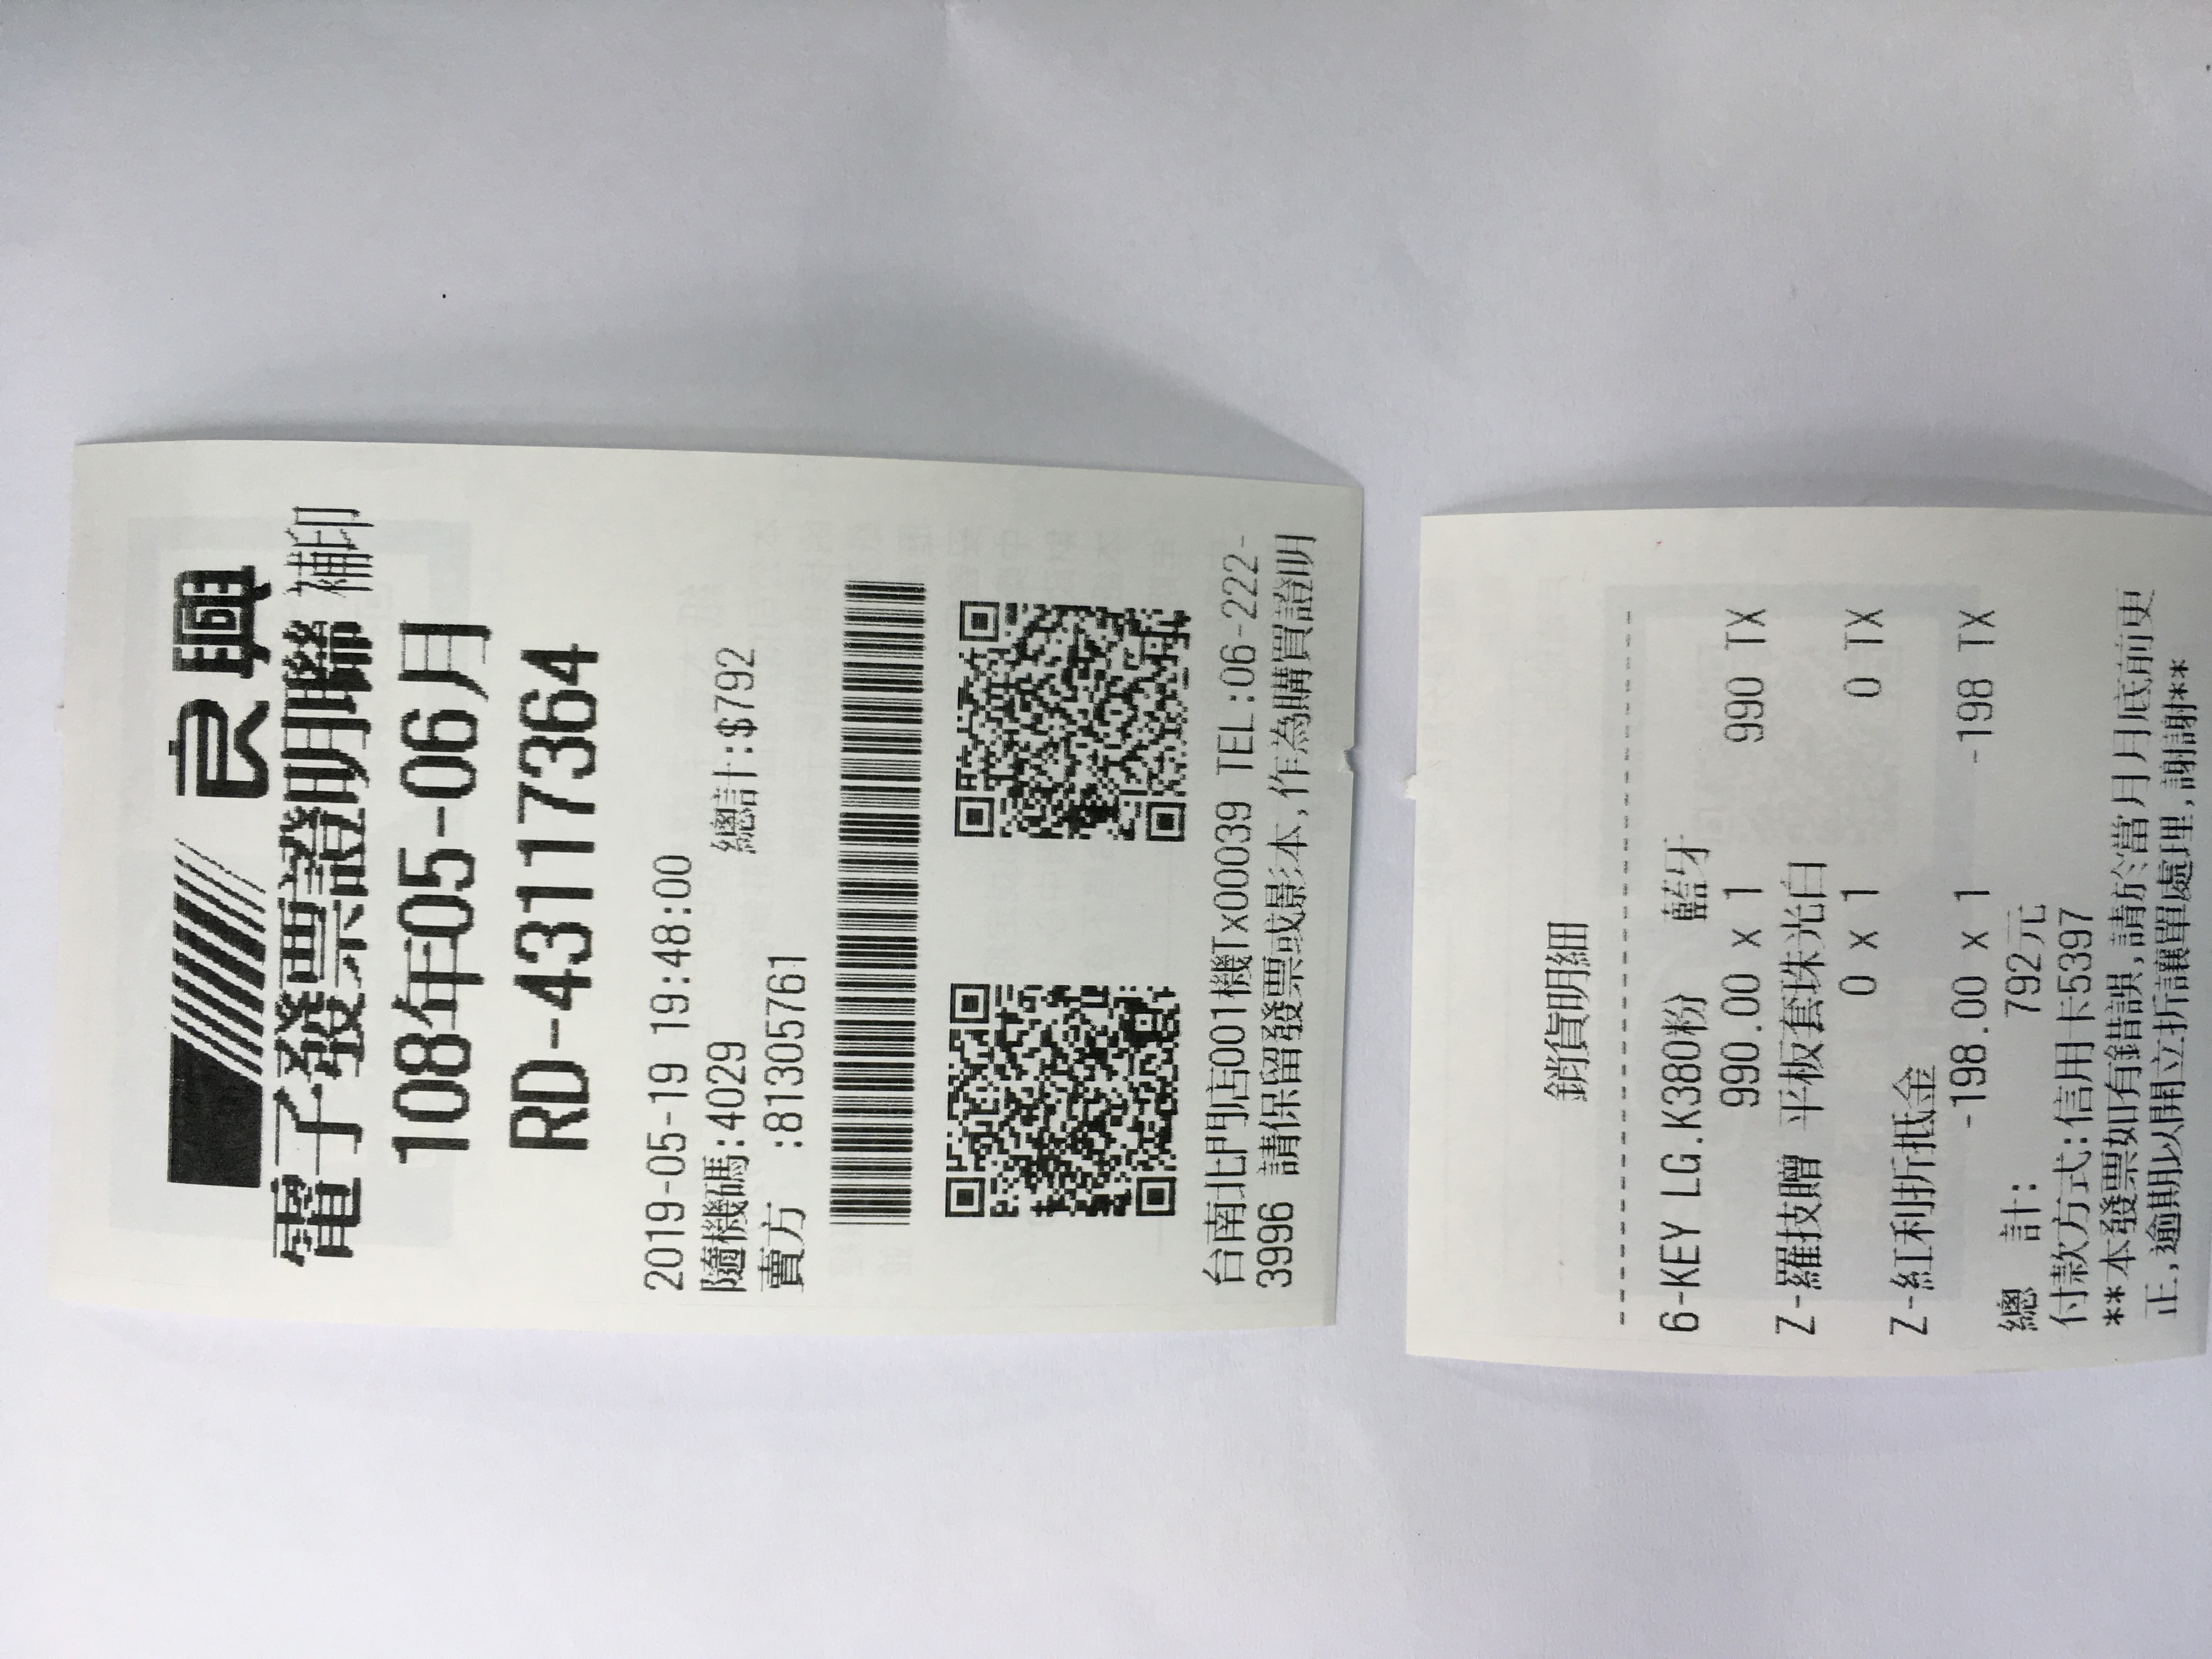 良興
電子發票證明聯 補印
108年05-06月
RD-43117364
2019-05-19 19:48:00
隨機碼:4029 總計:$792
賣方 :81305761
台南北門店001機Tx00039 TEL:06-222-
3996 請保留發票或影本,作為購買證明
銷貨明細
--------------------------------
6-KEY LG.K380粉 藍牙
990.00 x 1 990 TX
Z-羅技贈 平板套珠光白
0 x 1 0 TX
Z-紅利折抵金
-198.00 x 1 -198 TX
總 計: 792元
付款方式:信用卡5397
**本發票如有錯誤,請於當月月底前更
正,逾期以開立折讓單處理,謝謝**